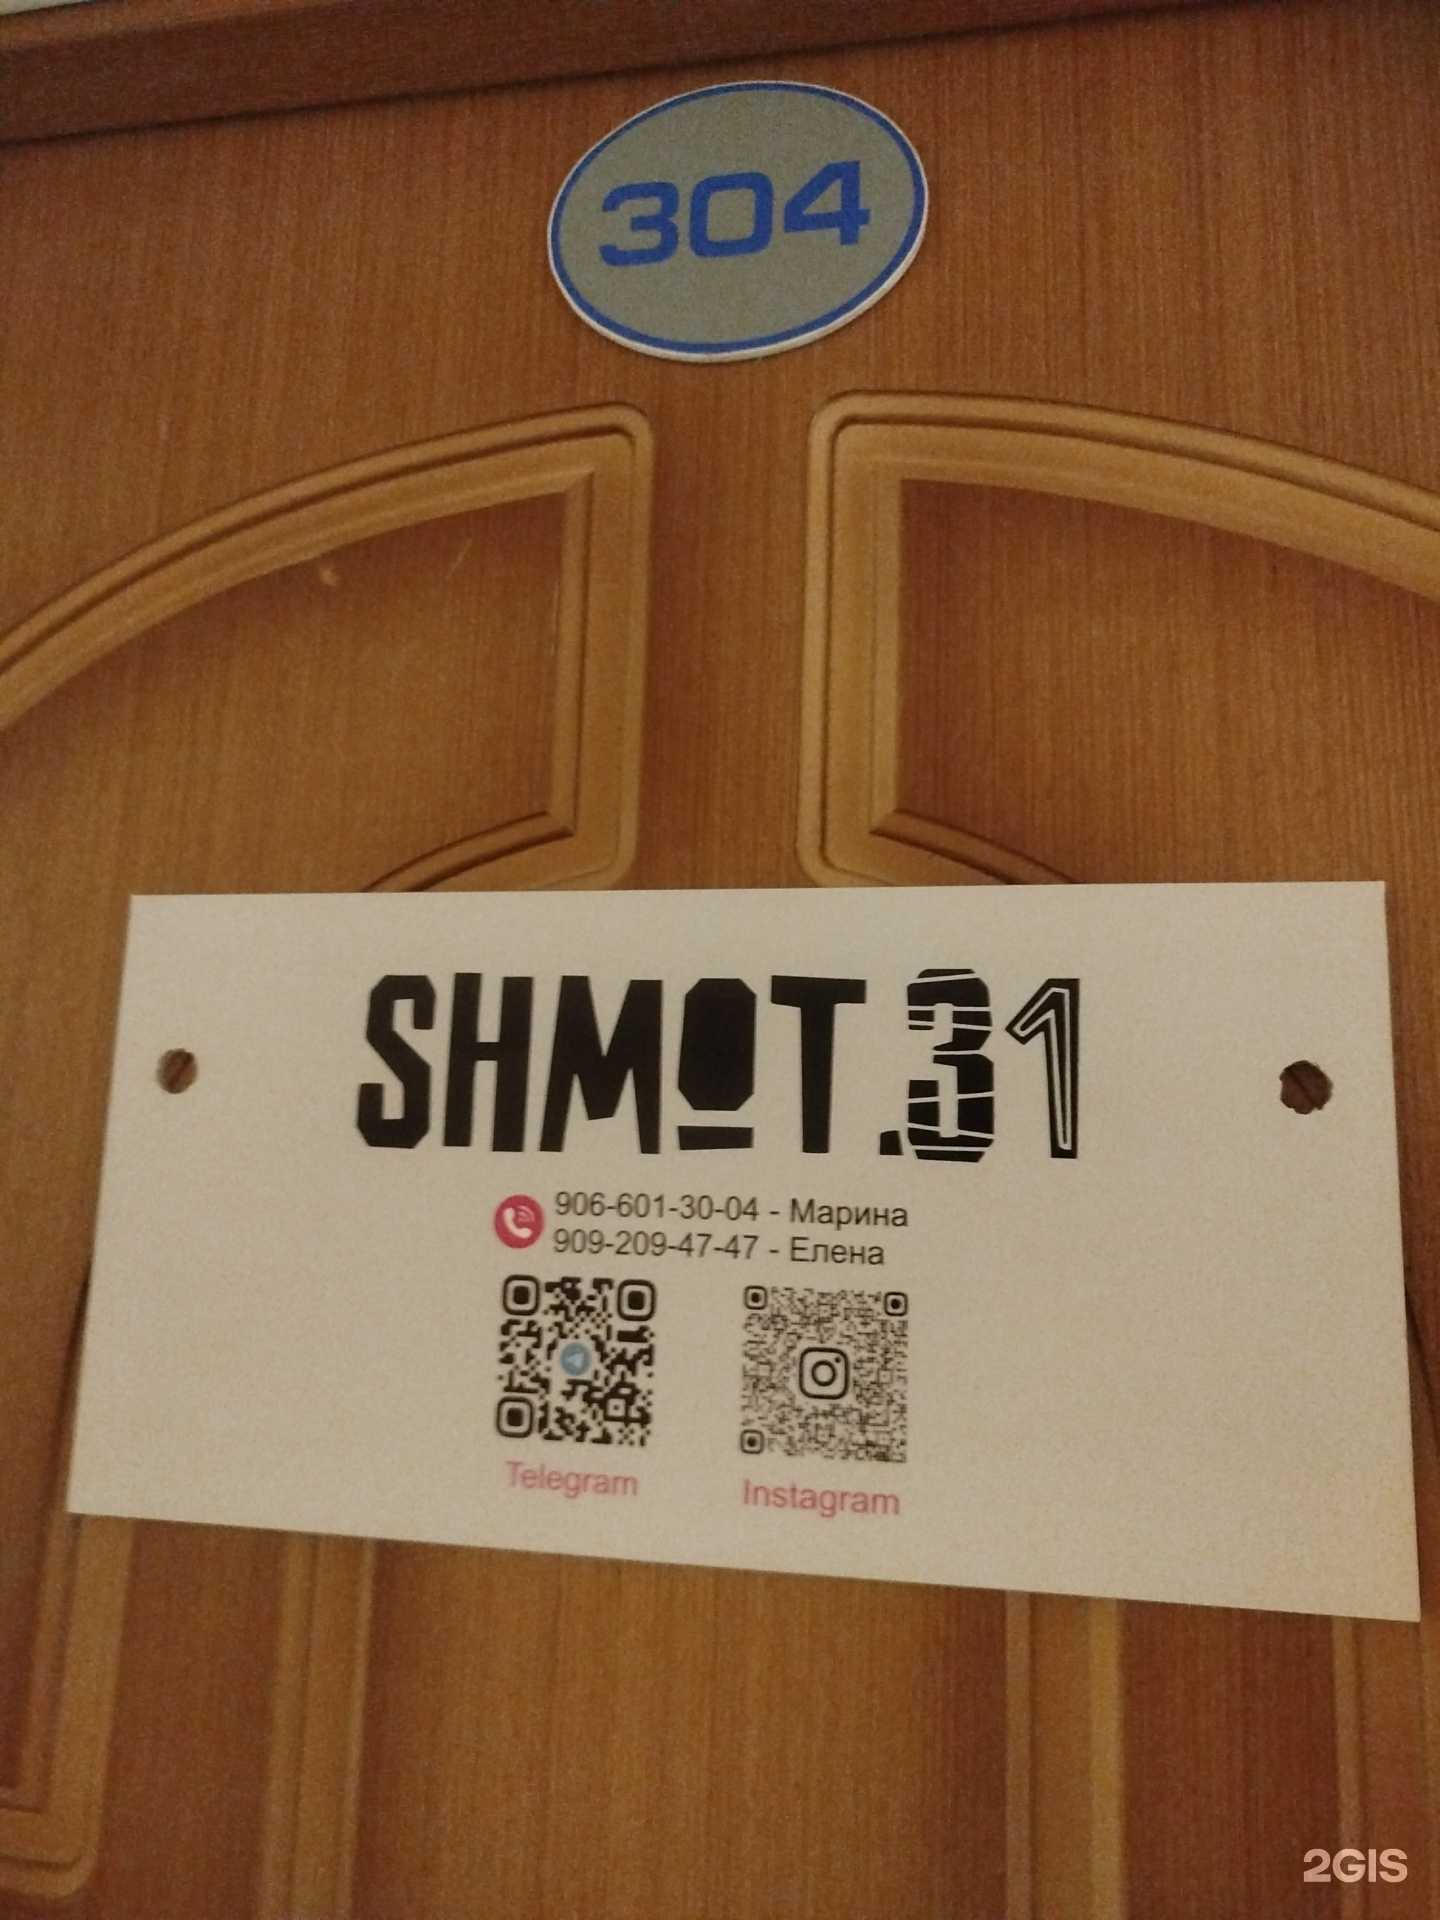 304
SHMOT.31
906-601-30-04 - Марина
909-209-47-47 - Елена
Telegram
Instagram
2GIS